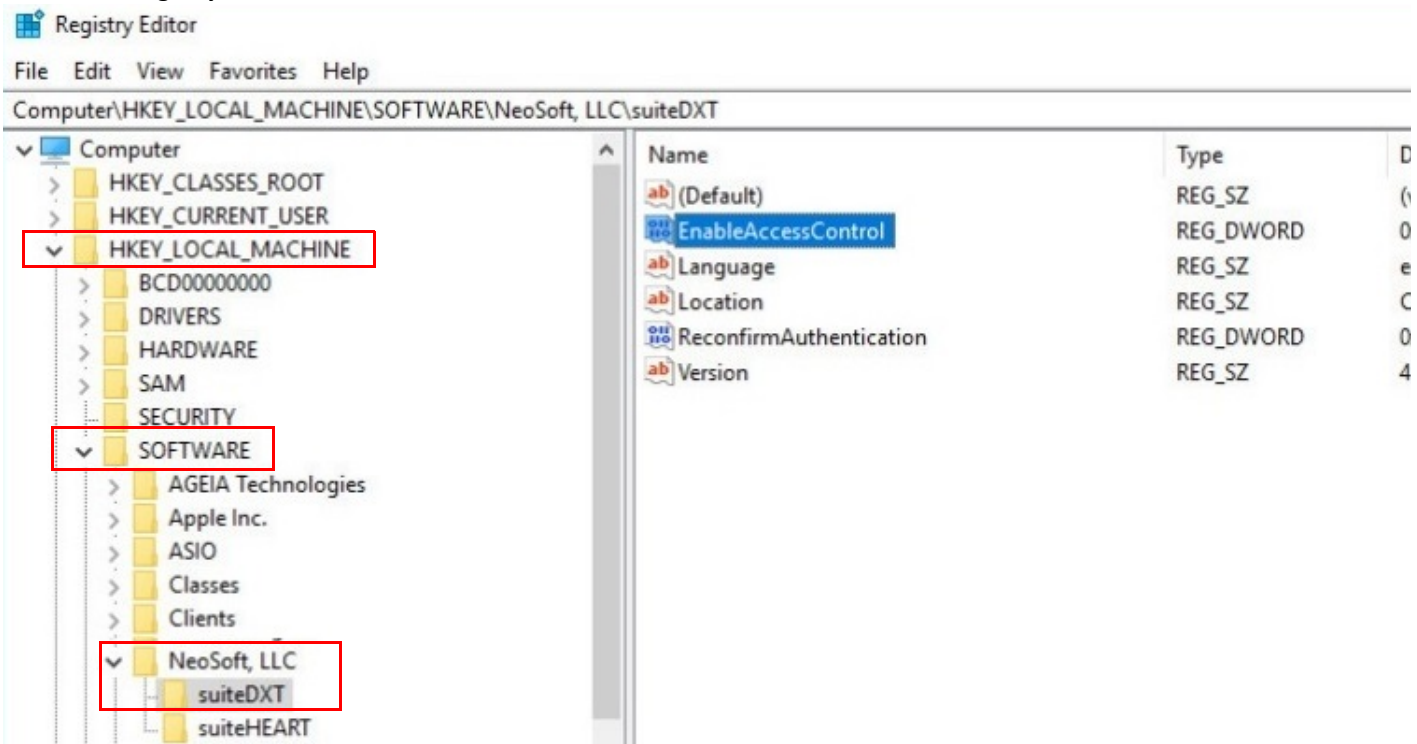 Registry Editor
File Edit View Favorites Help
Computer\HKEY_LOCAL_MACHINE\SOFTWARE\NeoSoft, LLC\suiteDXT
Computer
HKEY_CLASSES_ROOT
HKEY_CURRENT_USER
HKEY_LOCAL_MACHINE
BCD00000000
DRIVERS
HARDWARE
SAM
SECURITY
SOFTWARE
AGEIA Technologies
Apple Inc.
ASIO
Classes
Clients
NeoSoft, LLC
suiteDXT
suiteHEART
Name Type
(Default) REG_SZ
EnableAccessControl REG_DWORD
Language REG_SZ
Location REG_SZ
ReconfirmAuthentication REG_DWORD
Version REG_SZ